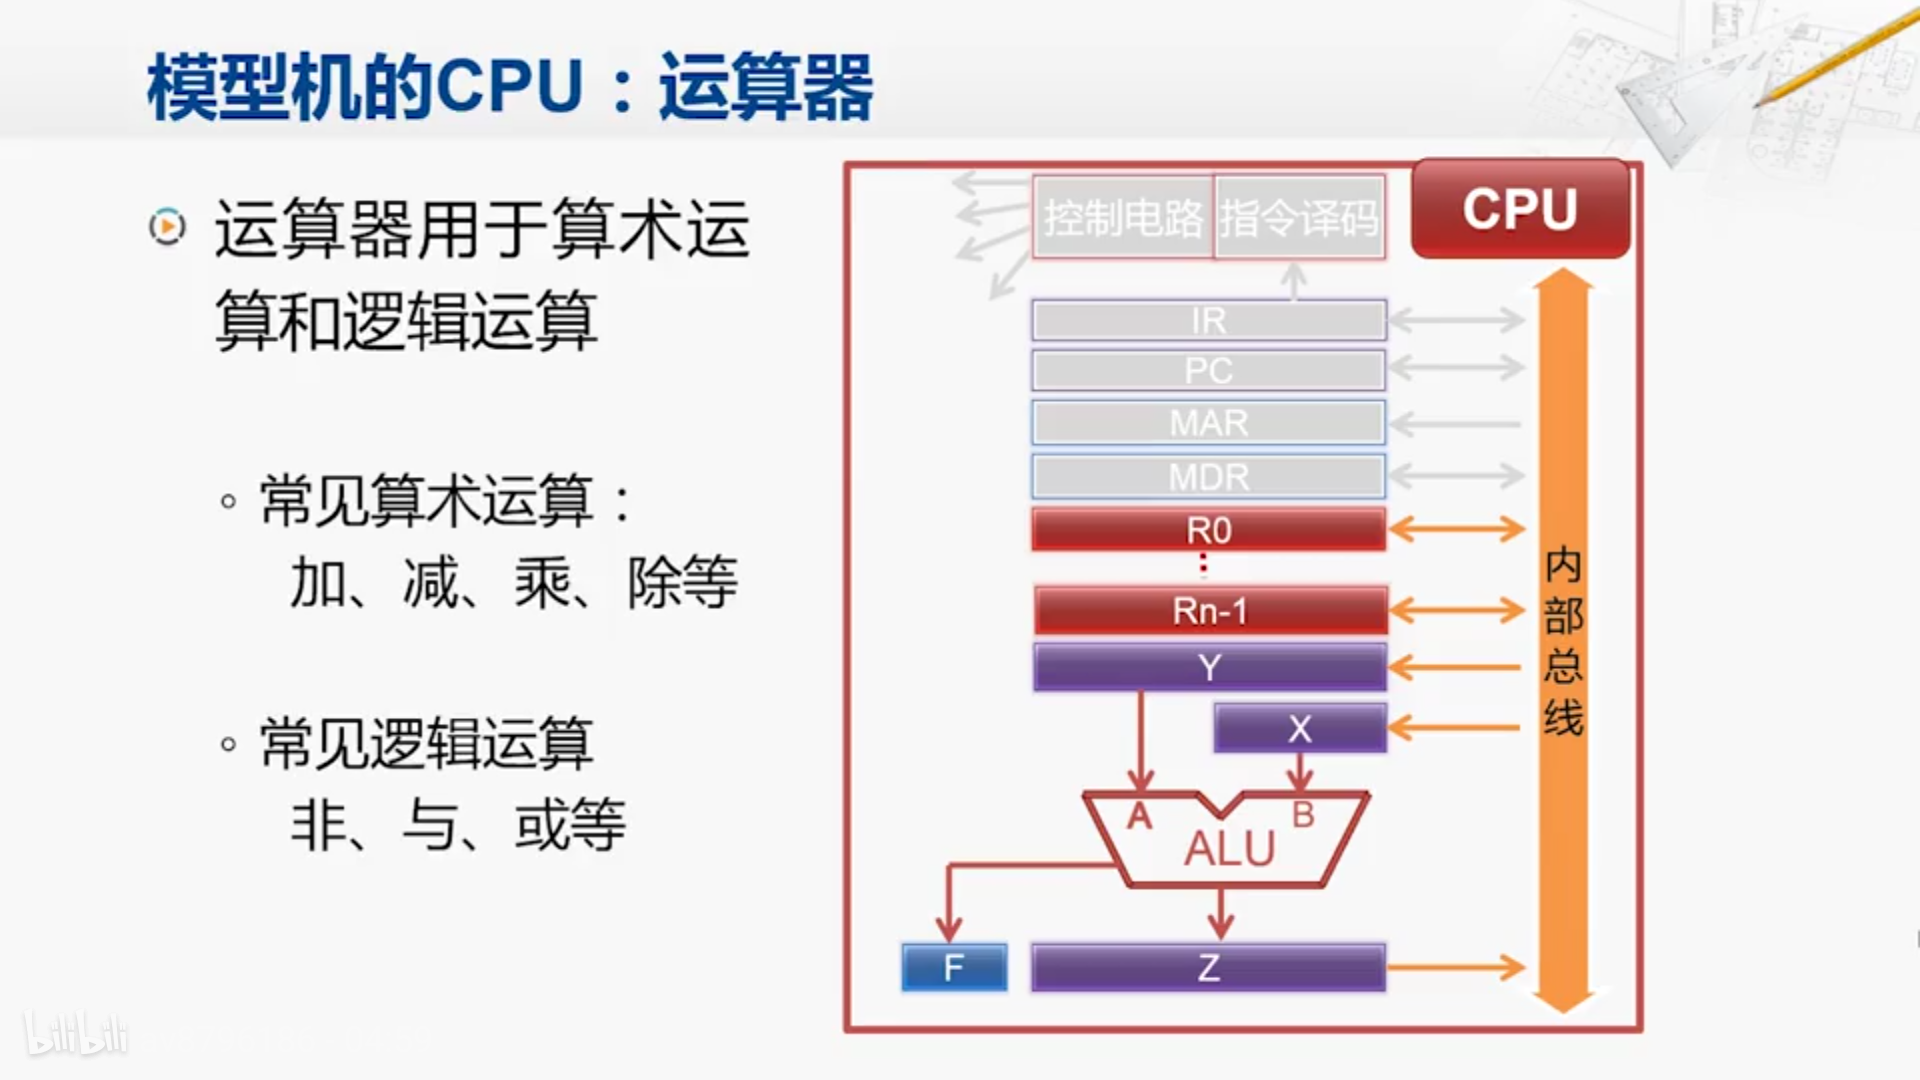 模型机的CPU：运算器
运算器用于算术运
算和逻辑运算
常见算术运算：
加、减、乘、除等
常见逻辑运算
非、与、或等
CPU
控制电路
指令译码
IR
PC
MAR
MDR
R0
Rn-1
Y
X
A
B
ALU
F
Z
内部总线
bilibili